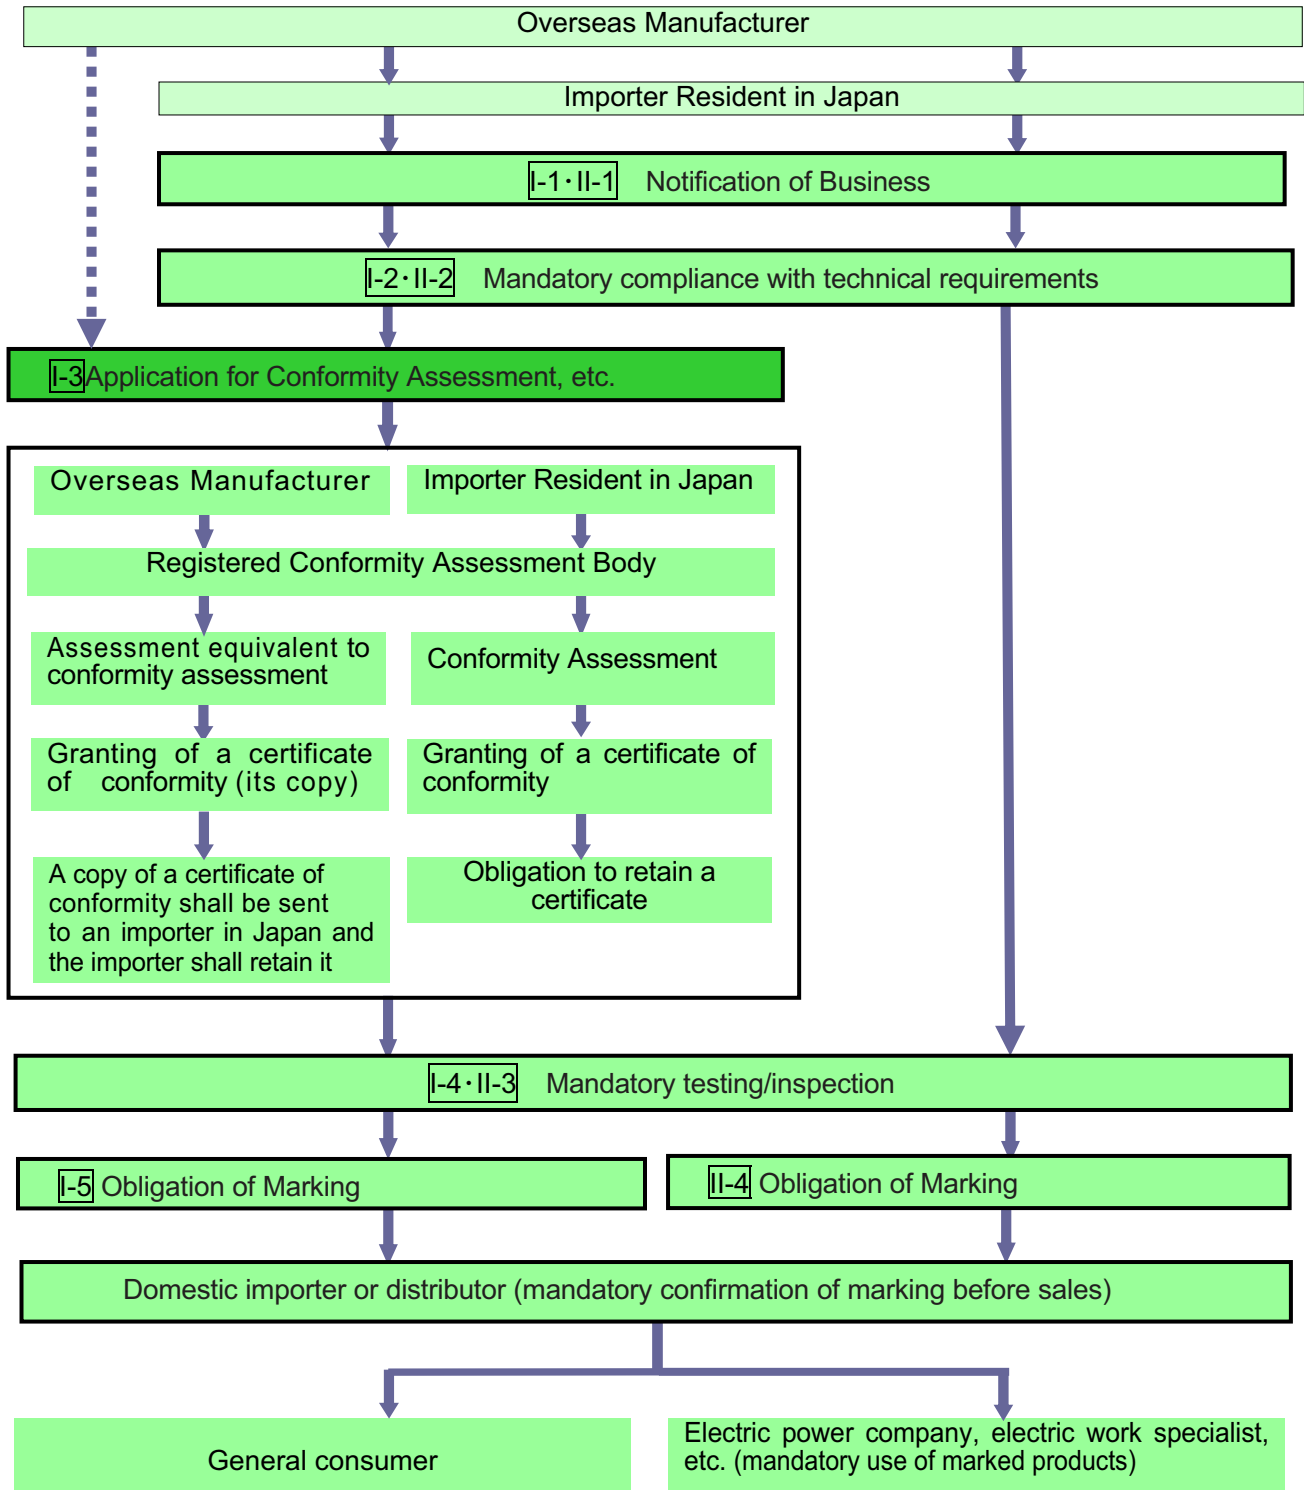 Overseas Manufacturer
Importer Resident in Japan
I-1・II-1 Notification of Business
I-2・II-2 Mandatory compliance with technical requirements
I-3 Application for Conformity Assessment, etc.
Overseas Manufacturer
Importer Resident in Japan
Registered Conformity Assessment Body
Assessment equivalent to
conformity assessment
Conformity Assessment
Granting of a certificate
of conformity (its copy)
Granting of a certificate of
conformity
A copy of a certificate of
conformity shall be sent
to an importer in Japan and
the importer shall retain it
Obligation to retain a
certificate
I-4・II-3 Mandatory testing/inspection
I-5 Obligation of Marking
II-4 Obligation of Marking
Domestic importer or distributor (mandatory confirmation of marking before sales)
General consumer
Electric power company, electric work specialist,
etc. (mandatory use of marked products)